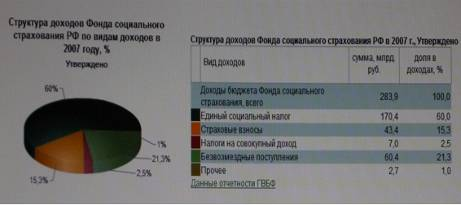 Структура доходов Фонда социального
страхования РФ по видам доходов в
2007 году, %
Утверждено
60%
1%
21,3%
2,5%
15,3%
Структура доходов Фонда социального страхования РФ в 2007 г., Утверждено
Вид доходов сумма, млрд. руб. доля в доходах, %
Доходы бюджета Фонда социального
страхования, всего 283,9 100,0
Единый социальный налог 170,4 60,0
Страховые взносы 43,4 15,3
Налоги на совокупный доход 7,0 2,5
Безвозмездные поступления 60,4 21,3
Прочее 2,7 1,0
Данные отчетности ГВБФ